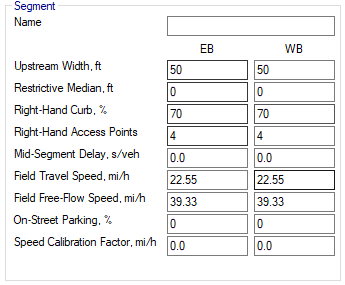 Segment
Name
EB WB
Upstream Width, ft 50 50
Restrictive Median, ft 0 0
Right-Hand Curb, % 70 70
Right-Hand Access Points 4 4
Mid-Segment Delay, s/veh 0.0 0.0
Field Travel Speed, mi/h 22.55 22.55
Field Free-Flow Speed, mi/h 39.33 39.33
On-Street Parking, % 0 0
Speed Calibration Factor, mi/h 0.0 0.0